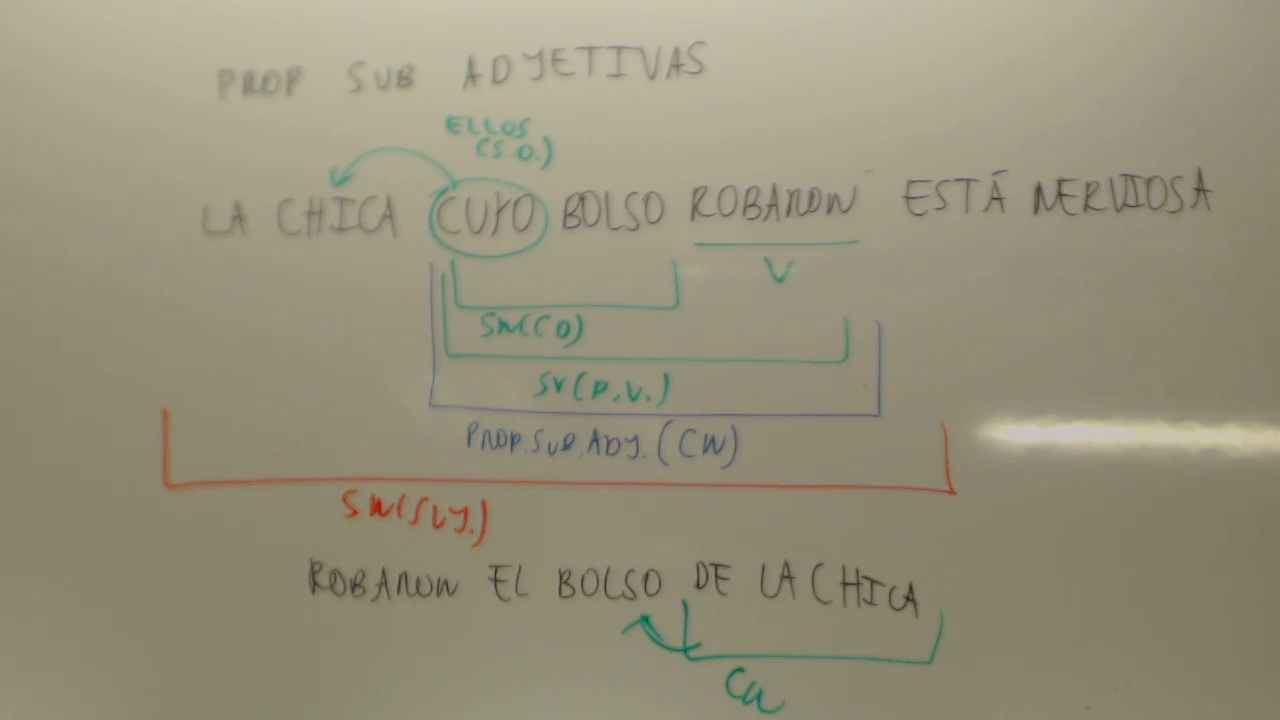 PROP SUB ADJETIVAS
ELLOS
(S.O.)
LA CHICA CUYO BOLSO ROBARON ESTÁ NERVIOSA
V
SN(CD)
SV(P.V.)
PROP.SUB.ADJ.(CN)
SN(SUJ.)
ROBARON EL BOLSO DE LA CHICA
CN